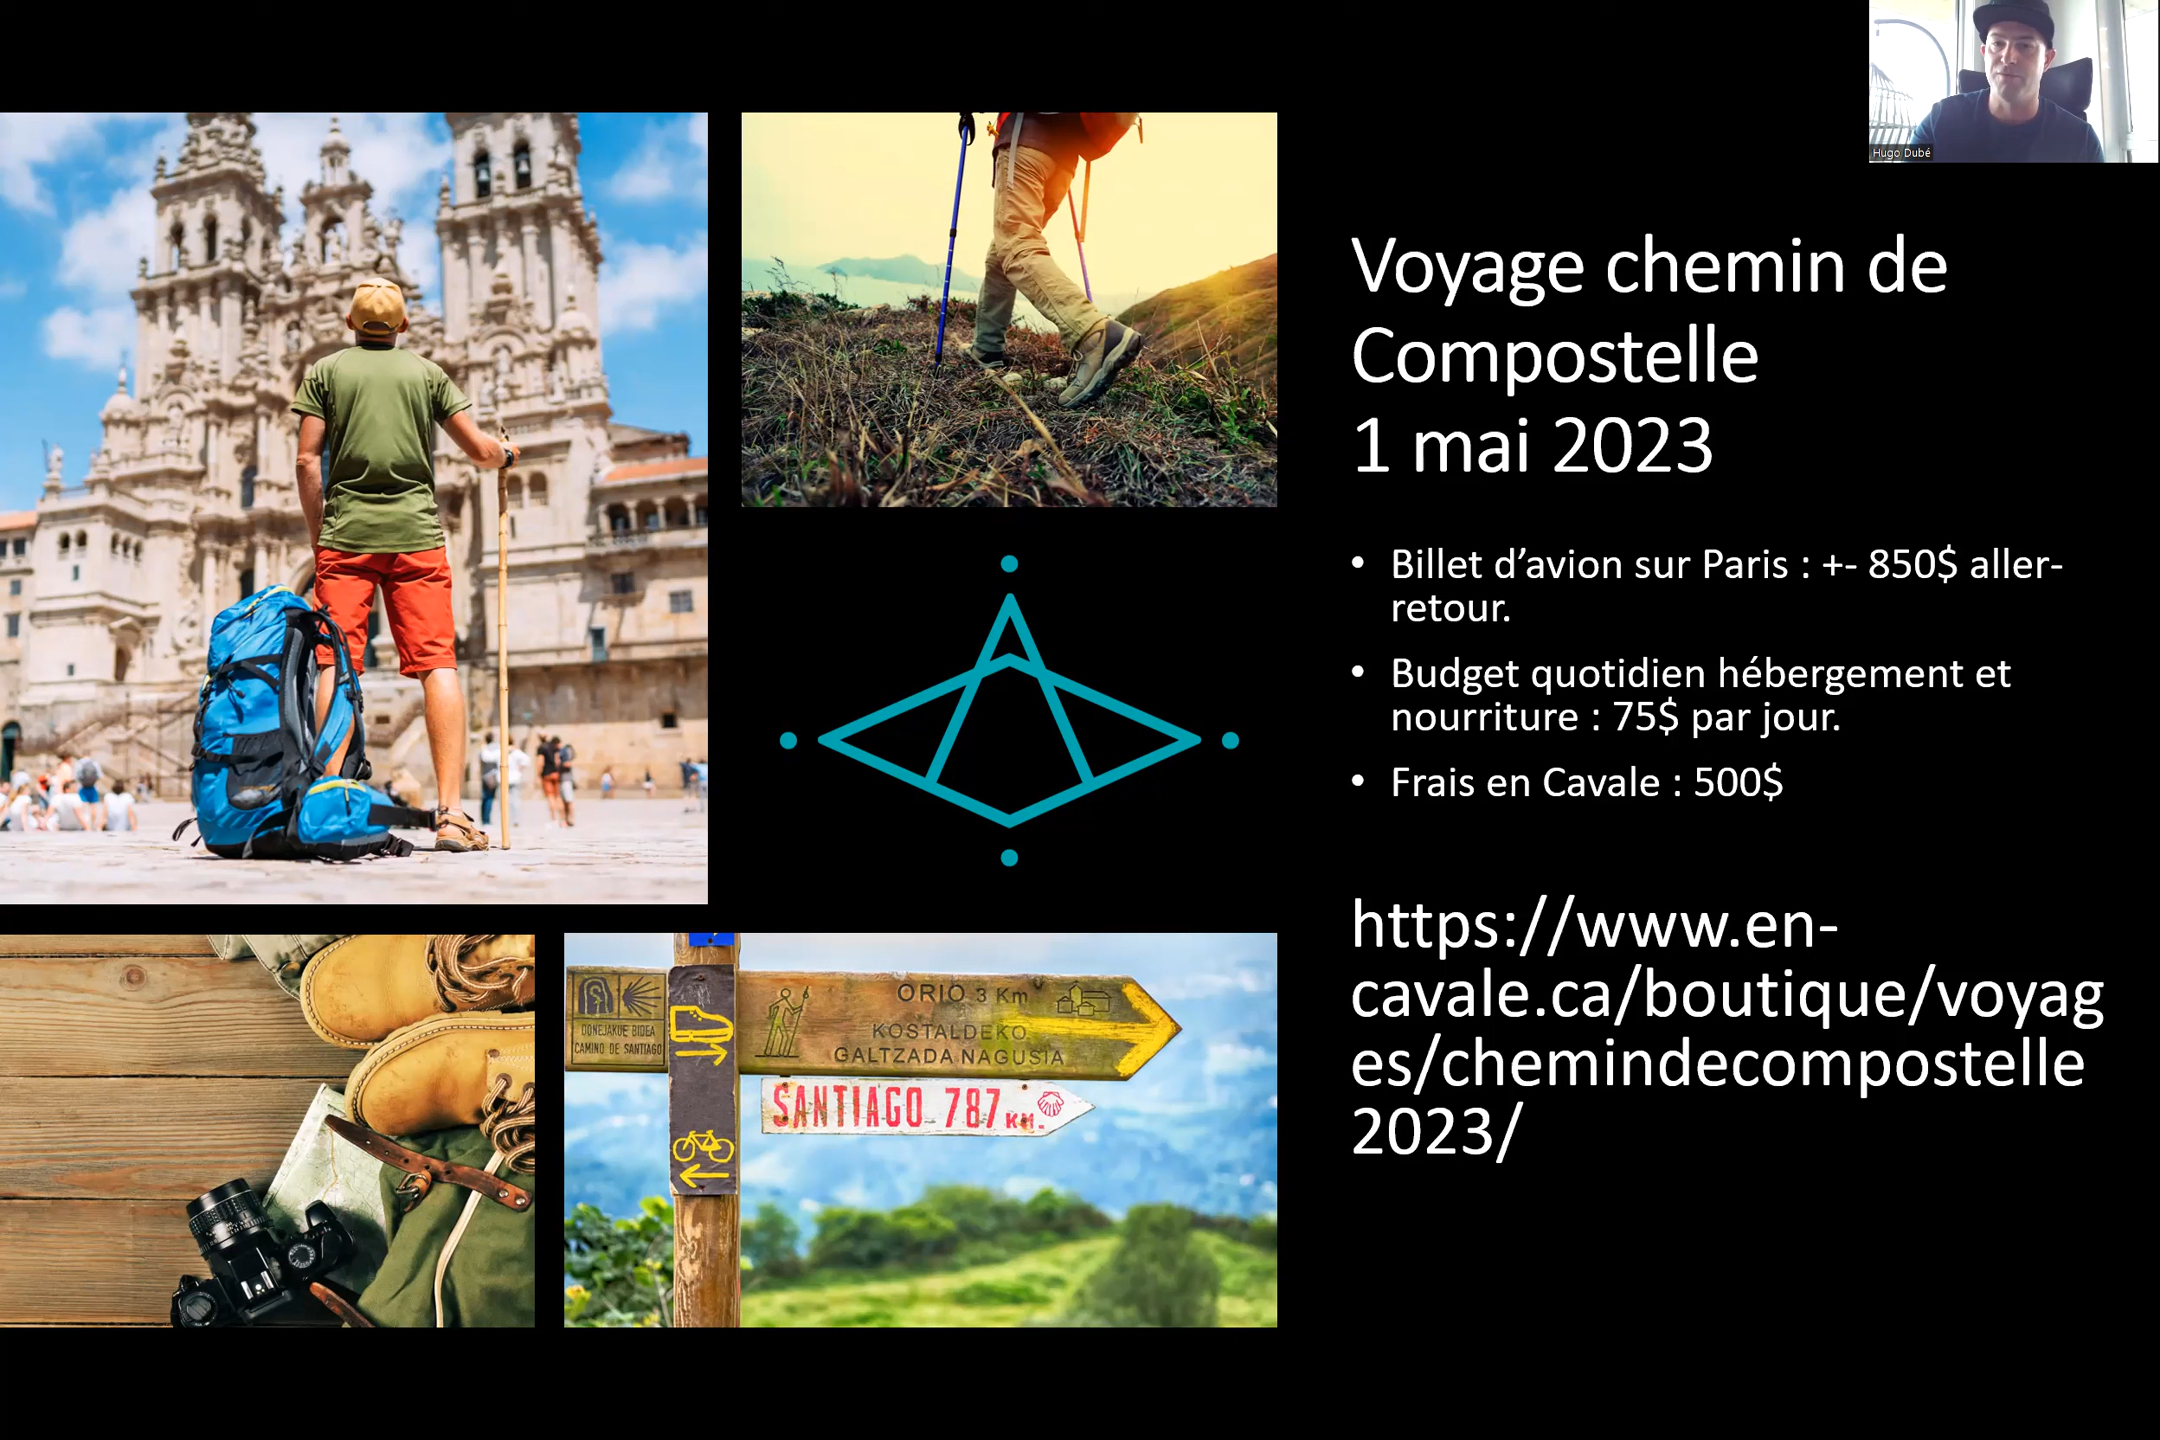 Hugo Dubé
Voyage chemin de
Compostelle
1 mai 2023
• Billet d’avion sur Paris : +- 850$ aller-
retour.
• Budget quotidien hébergement et
nourriture : 75$ par jour.
• Frais en Cavale : 500$
https://www.en-
cavale.ca/boutique/voyag
es/chemindecompostelle
2023/
ORIO 3 Km
KOSTALDEKO
GALTZADA NAGUSIA
DONEJAKUE BIDEA
CAMINO DE SANTIAGO
SANTIAGO 787 KM.